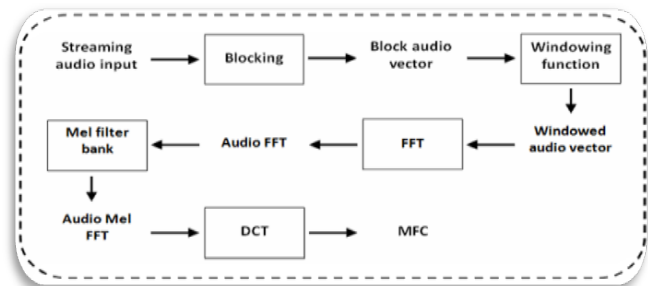 Streaming
audio input
Blocking
Block audio
vector
Windowing
function
Windowed
audio vector
FFT
Audio FFT
Mel filter
bank
Audio Mel
FFT
DCT
MFC